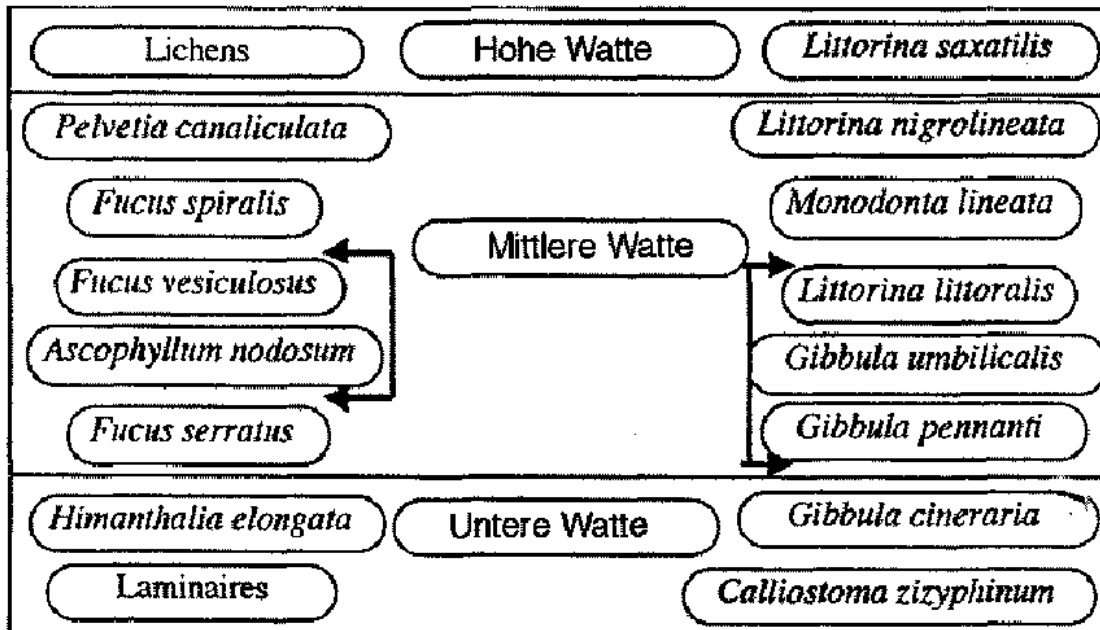 Lichens
Hohe Watte
Littorina saxatilis
Pelvetia canaliculata
Littorina nigrolineata
Fucus spiralis
Monodonta lineata
Mittlere Watte
Fucus vesiculosus
Littorina littoralis
Ascophyllum nodosum
Gibbula umbilicalis
Fucus serratus
Gibbula pennanti
Himanthalia elongata
Untere Watte
Gibbula cineraria
Laminaires
Calliostoma zizyphinum